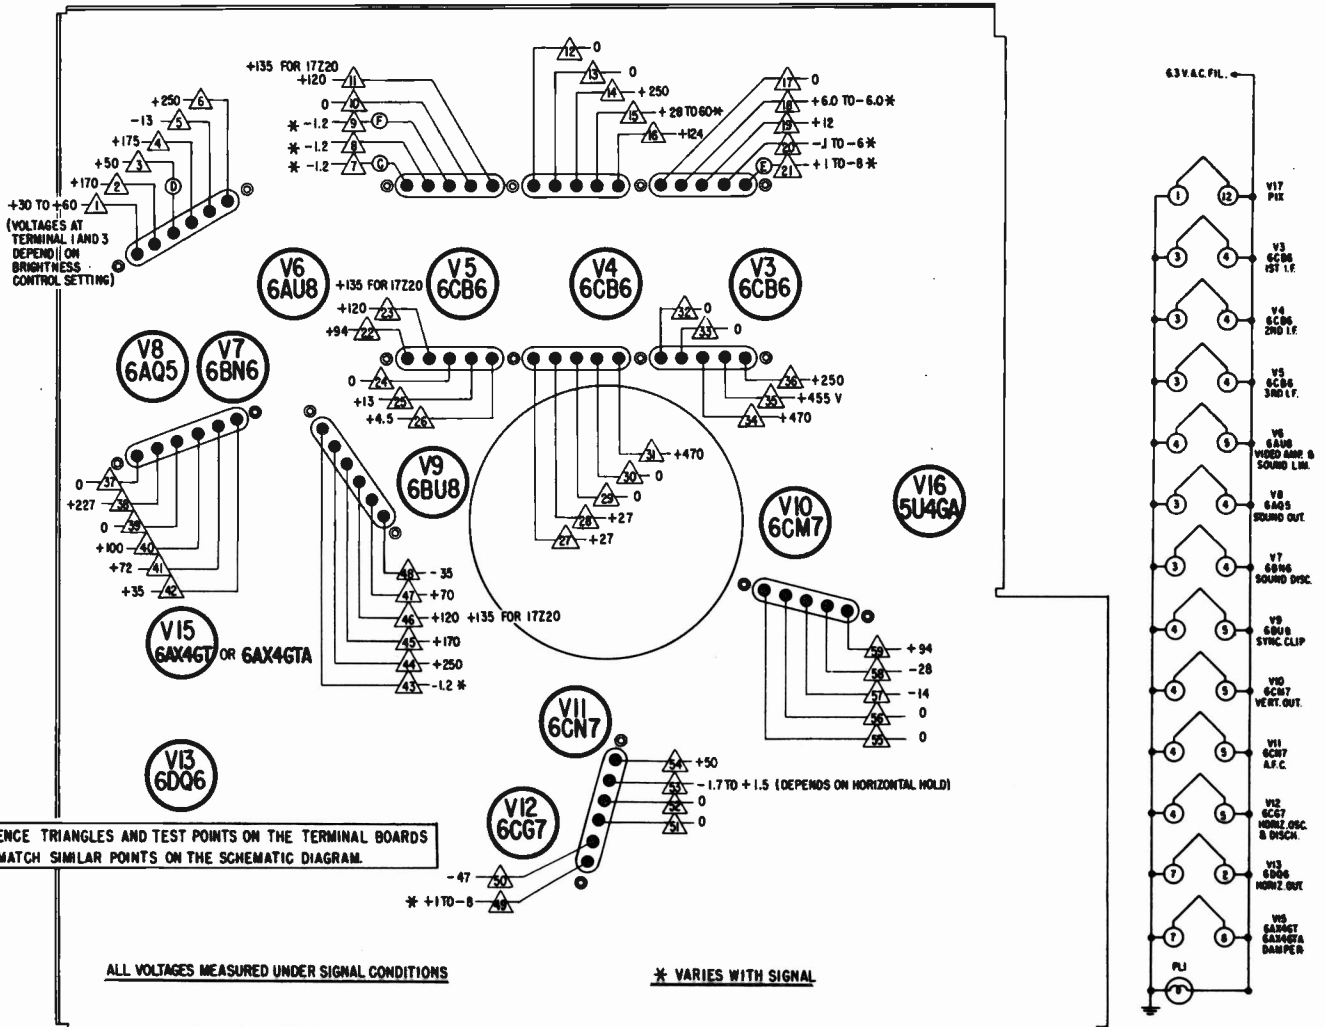 +135 FOR 17Z20
+120 11
0 10
* -1.2 9 F
* -1.2 8
* -1.2 7 G
12 0
13 0
14 +250
15 +28 TO 60*
16 +124
17 0
18 +6.0 TO -6.0*
19 +12
20 -.1 TO -6*
E 21 +1 TO -8*
+250 6
-13 5
+175 4
+50 3
+170 2 D
+30 TO +60 1
(VOLTAGES AT
TERMINAL 1 AND 3
DEPEND ON
BRIGHTNESS
CONTROL SETTING)
V6
6AU8
V5
6CB6
V4
6CB6
V3
6CB6
+135 FOR 17Z20
+120 23
+94 22
0 24
+13 25
+4.5 26
32 0
33 0
36 +250
35 +455 V
34 +470
V8
6AQ5
V7
6BN6
31 +470
30 0
29 0
28 +27
27 +27
0 37
+227 38
0 39
+100 40
+72 41
+35 42
V9
6BU8
V10
6CM7
V16
5U4GA
48 -35
47 +70
46 +120 +135 FOR 17Z20
45 +170
44 +250
43 -1.2 *
V15
6AX4GT OR 6AX4GTA
59 +94
58 -28
57 -14
56 0
55 0
V11
6CN7
V13
6DQ6
54 +50
53 -1.7 TO +1.5 (DEPENDS ON HORIZONTAL HOLD)
52 0
51 0
V12
6CG7
ENCE TRIANGLES AND TEST POINTS ON THE TERMINAL BOARDS
MATCH SIMILAR POINTS ON THE SCHEMATIC DIAGRAM.
-47 50
* +1 TO -8 49
ALL VOLTAGES MEASURED UNDER SIGNAL CONDITIONS
* VARIES WITH SIGNAL
6.3 V.A.C. FIL.
1 12 V17
PIX
3 4 V3
6CB6
1ST I.F.
3 4 V4
6CB6
2ND I.F.
3 4 V5
6CB6
3RD I.F.
4 5 V6
6AU8
VIDEO AMP. &
SOUND LIM.
3 4 V8
6AQ5
SOUND OUT.
3 4 V7
6BN6
SOUND DISC.
4 5 V9
6BU8
SYNC. CLIP
4 5 V10
6CM7
VERT. OUT.
4 5 V11
6CN7
A.F.C.
4 5 V12
6CG7
HORIZ. OSC.
& DISCH.
7 2 V13
6DQ6
HORIZ. OUT
7 8 V15
6AX4GT
6AX4GTA
DAMPER
PL1